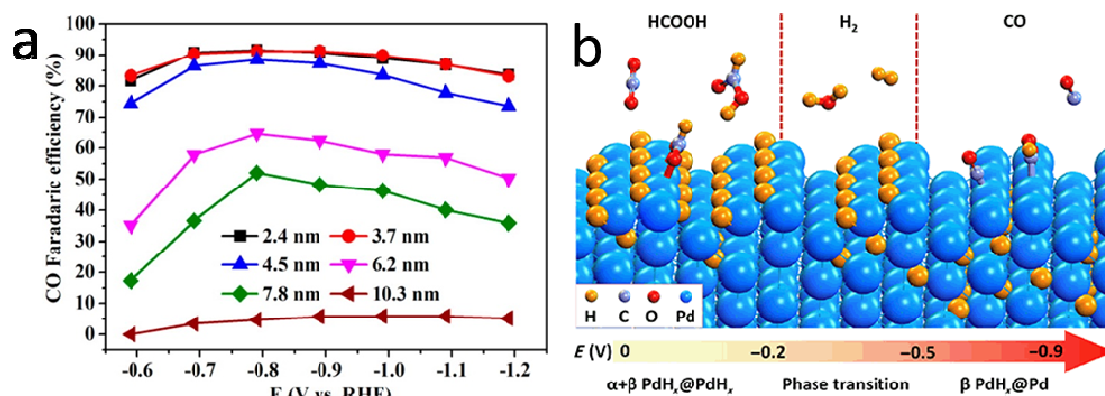 a
CO Faradaric efficiency (%)
100
90
80
70
60
50
40
30
20
10
0
2.4 nm
3.7 nm
4.5 nm
6.2 nm
7.8 nm
10.3 nm
-0.6 -0.7 -0.8 -0.9 -1.0 -1.1 -1.2
E (V vs. RHE)
b
HCOOH H₂ CO
H C O Pd
E (V) 0 −0.2 −0.5 −0.9
α+β PdHₓ@PdHₓ Phase transition β PdHₓ@Pd